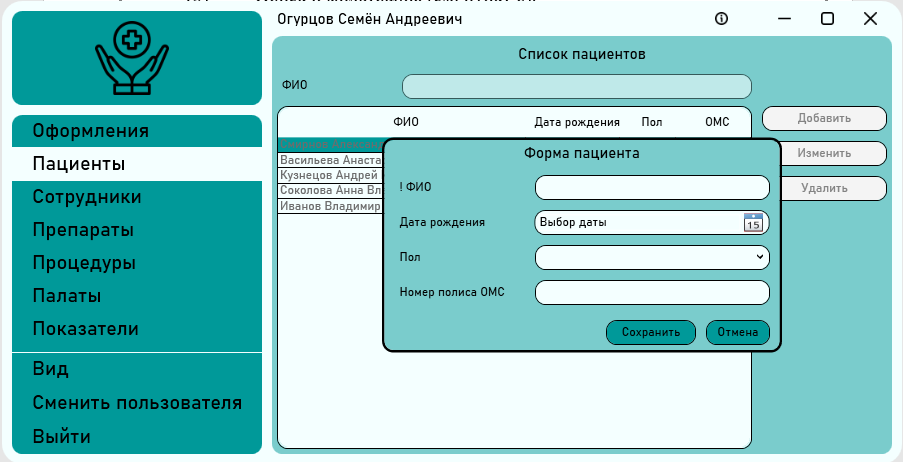 Огурцов Семён Андреевич
Оформления
Пациенты
Сотрудники
Препараты
Процедуры
Палаты
Показатели
Вид
Сменить пользователя
Выйти
Список пациентов
ФИО
ФИО Дата рождения Пол ОМС
Васильева Анаста
Кузнецов Андрей
Соколова Анна Вл
Иванов Владимир
Добавить
Изменить
Удалить
Форма пациента
! ФИО
Дата рождения Выбор даты 15
Пол
Номер полиса ОМС
Сохранить Отмена